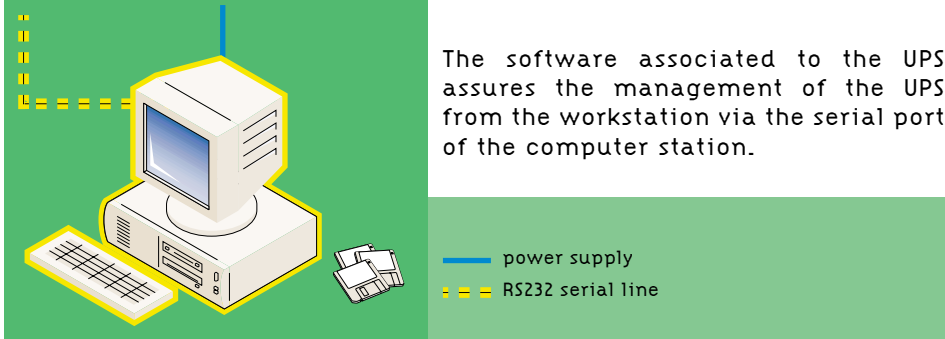 The software associated to the UPS
assures the management of the UPS
from the workstation via the serial port
of the computer station.
power supply
RS232 serial line